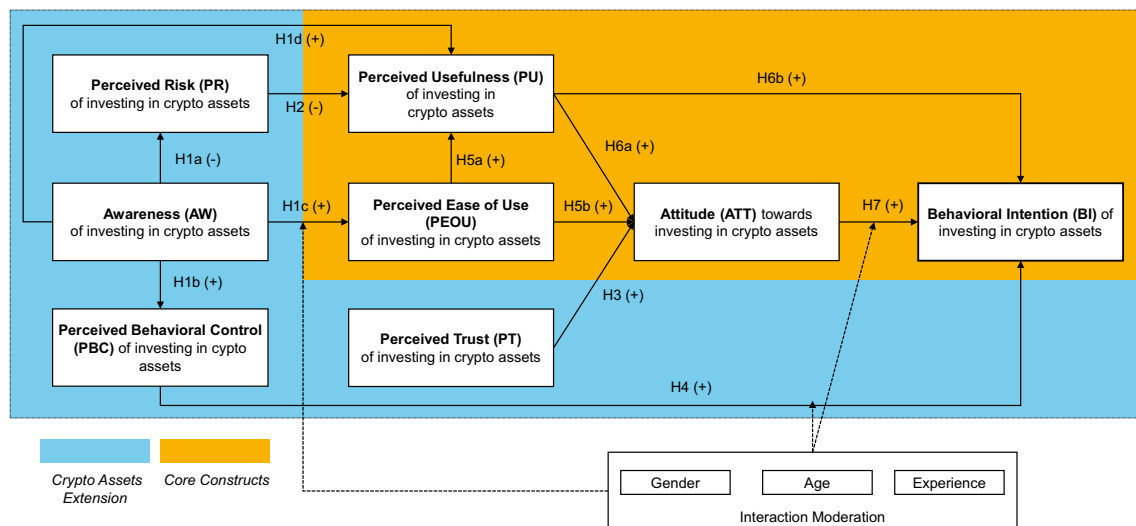 H1d (+)
Perceived Risk (PR)
of investing in crypto assets
H2 (-)
Perceived Usefulness (PU)
of investing in
crypto assets
H6b (+)
H1a (-)
H5a (+)
H6a (+)
Awareness (AW)
of investing in crypto assets
H1c (+)
Perceived Ease of Use
(PEOU)
of investing in crypto assets
H5b (+)
Attitude (ATT) towards
investing in crypto assets
H7 (+)
Behavioral Intention (BI) of
investing in crypto assets
H1b (+)
H3 (+)
Perceived Behavioral Control
(PBC) of investing in cypto
assets
Perceived Trust (PT)
of investing in crypto assets
H4 (+)
Crypto Assets
Extension
Core Constructs
Gender
Age
Experience
Interaction Moderation